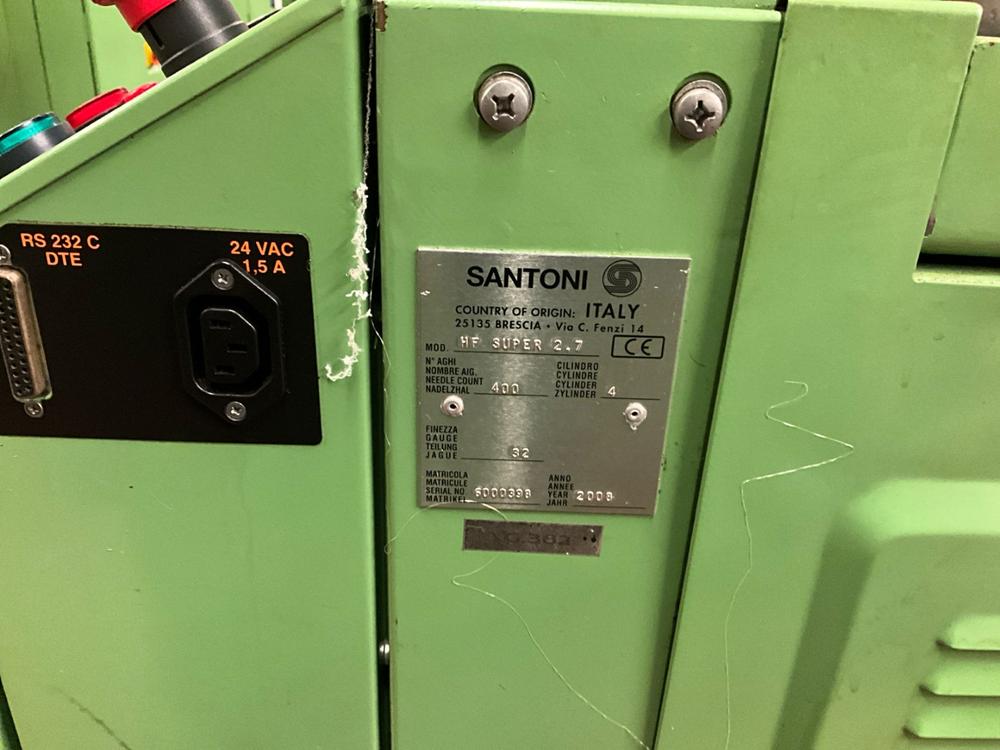 RS 232 C
DTE
24 VAC
1,5 A
SANTONI
COUNTRY OF ORIGIN: ITALY
25135 BRESCIA • Via C. Fenzi 14
MOD. HF SUPER 2.7 CE
N° AGHI
NOMBRE AIG.
NEEDLE COUNT
NADELZHAL 400
CILINDRO
CYLINDRE
CYLINDER
ZYLINDER 4
FINEZZA
GAUGE
TEILUNG
JAGUE 32
MATRICOLA
MATRICULE
SERIAL NO 6000398
MATRIKEL
ANNO
ANNEE
YEAR 2008
JAHR